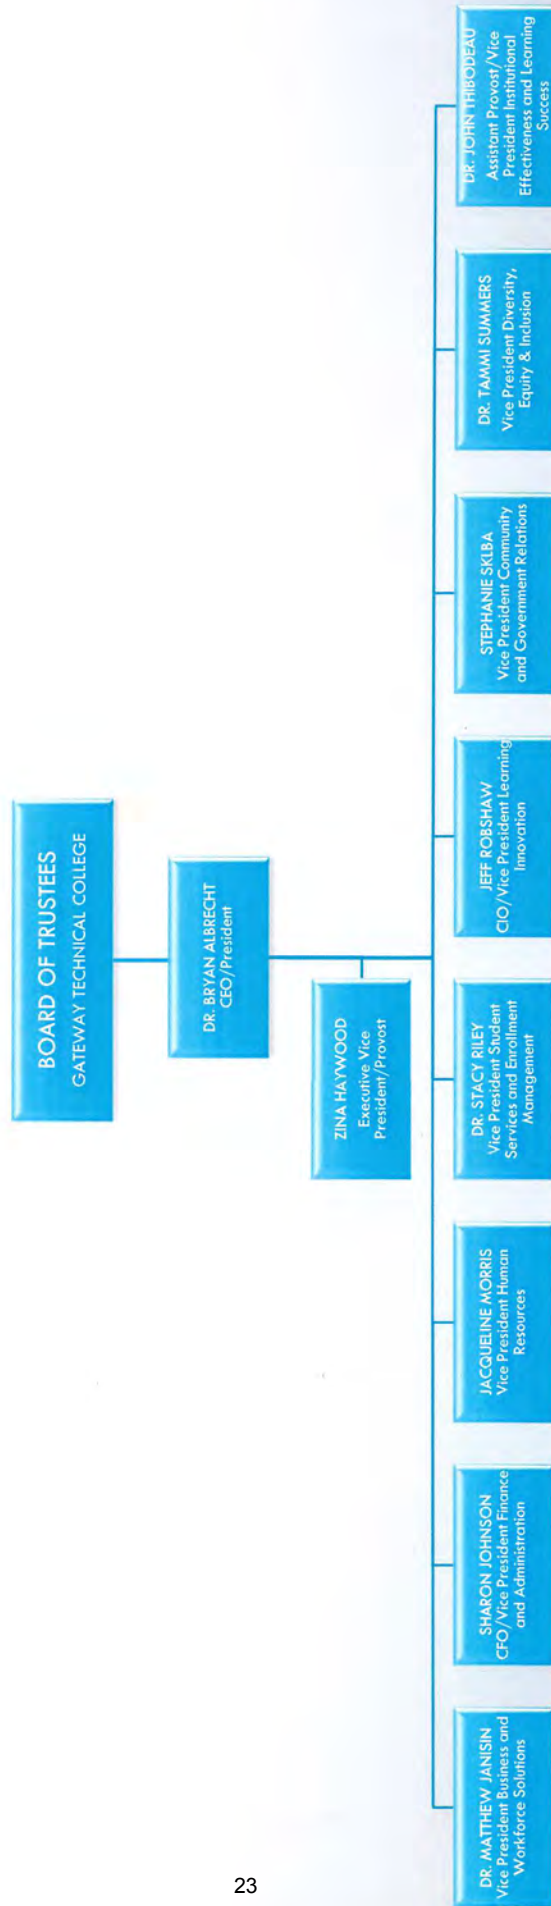 BOARD OF TRUSTEES
GATEWAY TECHNICAL COLLEGE
DR. BRYAN ALBRECHT
CEO/President
ZINA HAYWOOD
Executive Vice
President/Provost
DR. MATTHEW JANISIN
Vice President Business and
Workforce Solutions
SHARON JOHNSON
CFO/Vice President Finance
and Administration
JACQUELINE MORRIS
Vice President Human
Resources
DR. STACY RILEY
Vice President Student
Services and Enrollment
Management
JEFF ROBSHAW
CIO/Vice President Learning
Innovation
STEPHANIE SKLBA
Vice President Community
and Government Relations
DR. TAMMI SUMMERS
Vice President Diversity,
Equity & Inclusion
DR. JOHN THIBODEAU
Assistant Provost/Vice
President Institutional
Effectiveness and Learning
Success
23